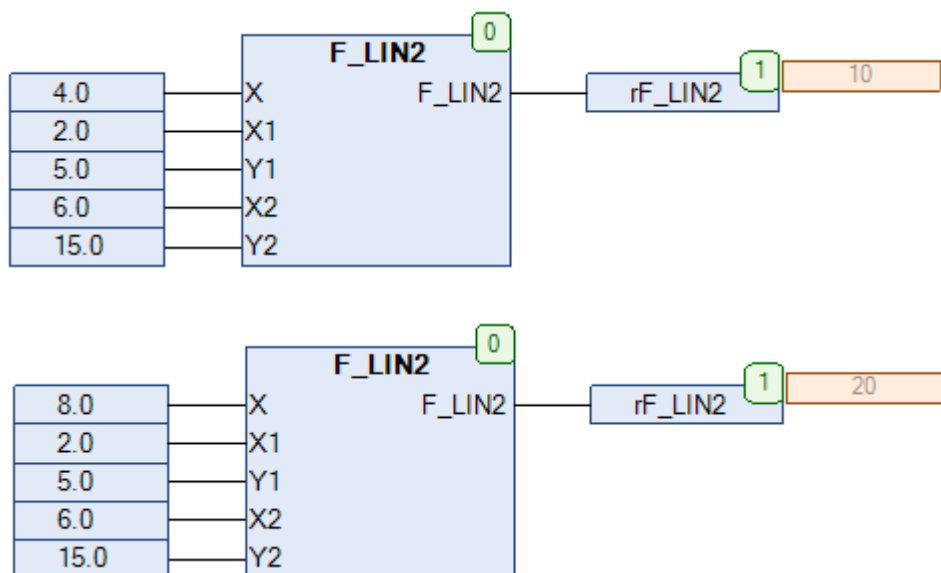 0
F_LIN2
4.0 X F_LIN2 rF_LIN2 1 10
2.0 X1
5.0 Y1
6.0 X2
15.0 Y2
0
F_LIN2
8.0 X F_LIN2 rF_LIN2 1 20
2.0 X1
5.0 Y1
6.0 X2
15.0 Y2